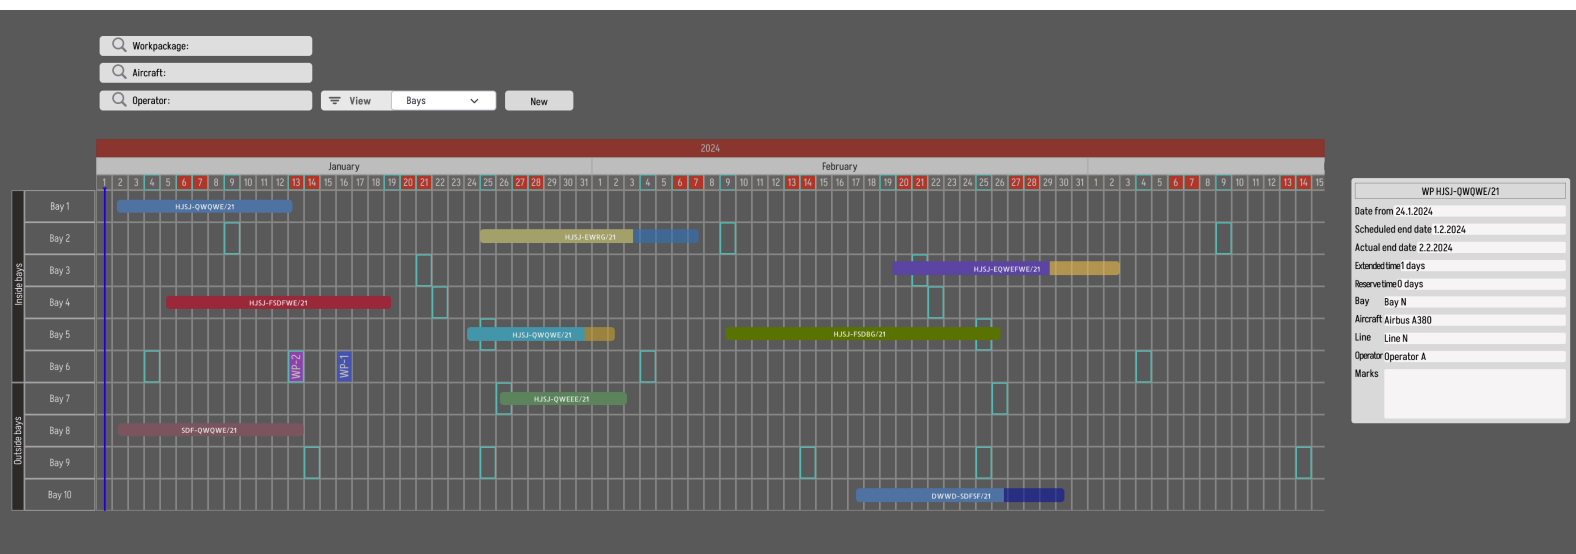 Workpackage:
Aircraft:
Operator:
View
Bays
New
2024
January February
1 2 3 4 5 6 7 8 9 10 11 12 13 14 15 16 17 18 19 20 21 22 23 24 25 26 27 28 29 30 31 1 2 3 4 5 6 7 8 9 10 11 12 13 14 15 16 17 18 19 20 21 22 23 24 25 26 27 28 29 30 31 1 2 3 4 5 6 7 8 9 10 11 12 13 14 15
Inside bays
Bay 1 HJSJ-QWQWE/21
Bay 2 HJSJ-EWRG/21
Bay 3 HJSJ-EQWEFWE/21
Bay 4 HJSJ-FSDFWE/21
Bay 5 HJSJ-QWQWE/21 HJSJ-FSDBG/21
Bay 6 WP-2 WP-1
Outside bays
Bay 7 HJSJ-QWEEE/21
Bay 8 SDF-QWQWE/21
Bay 9
Bay 10 DWWD-SDFSF/21
WP HJSJ-QWQWE/21
Date from 24.1.2024
Scheduled end date 1.2.2024
Actual end date 2.2.2024
Extended time 1 days
Reserve time 0 days
Bay Bay N
Aircraft Airbus A380
Line Line N
Operator Operator A
Marks